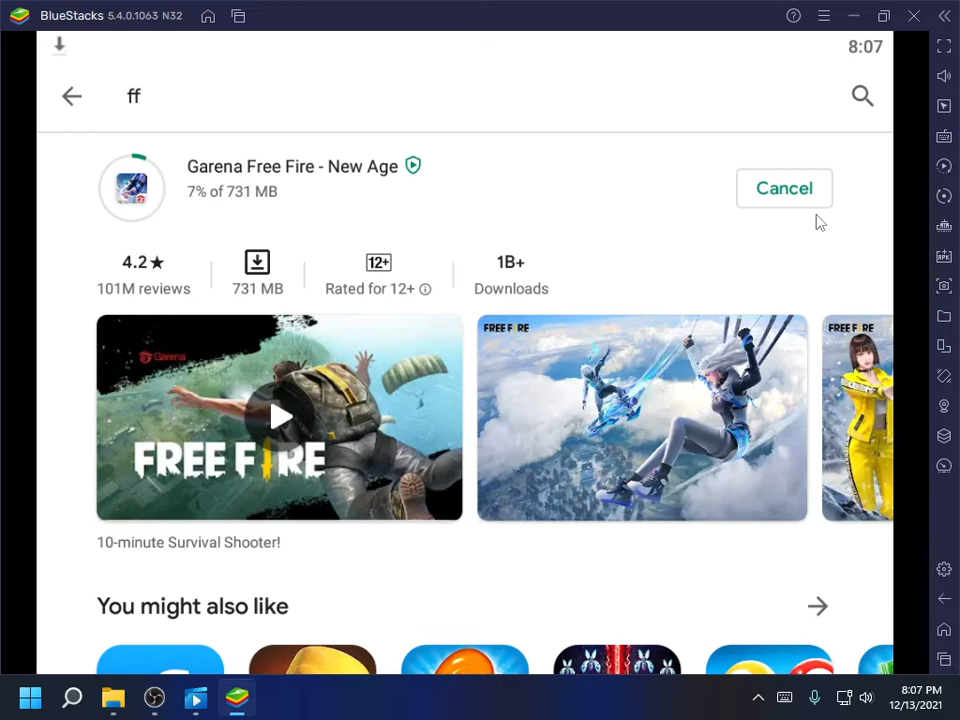 BlueStacks 5.4.0.1063 N32
8:07
ff
Garena Free Fire - New Age
7% of 731 MB
Cancel
4.2★
101M reviews
731 MB
12+
Rated for 12+
1B+
Downloads
Garena
FREE FIRE
FREE FIRE
FREE FIRE
10-minute Survival Shooter!
You might also like
APK
8:07 PM
12/13/2021